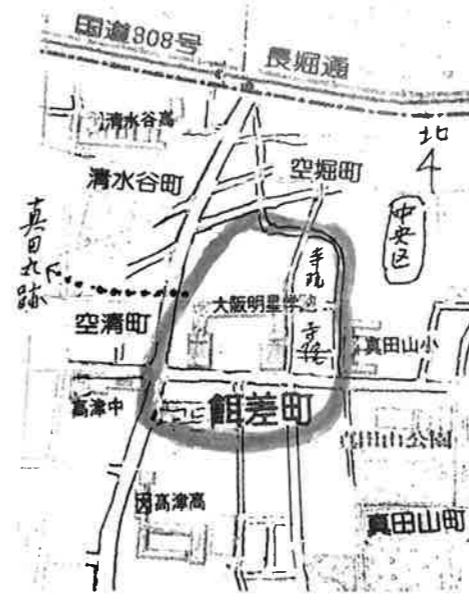 国道308号
長堀通
北
清水谷高
清水谷町
空堀町
中央区
真田丸跡
大阪明星学
寺院
寺院
空清町
真田山小
高津中
餌差町
真田山公園
高津高
真田山町